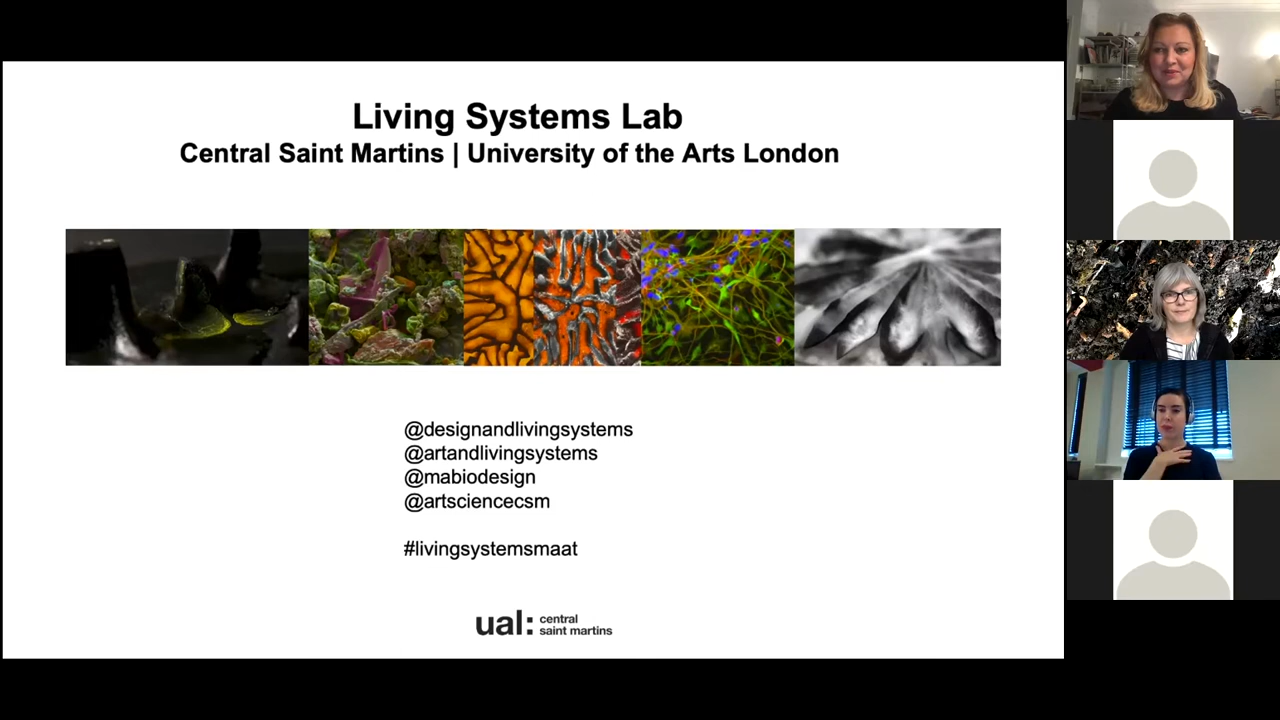 Living Systems Lab
Central Saint Martins | University of the Arts London
@designandlivingsystems
@artandlivingsystems
@mabiodesign
@artsciencecsm
#livingsystemsmaat
ual: central
saint martins